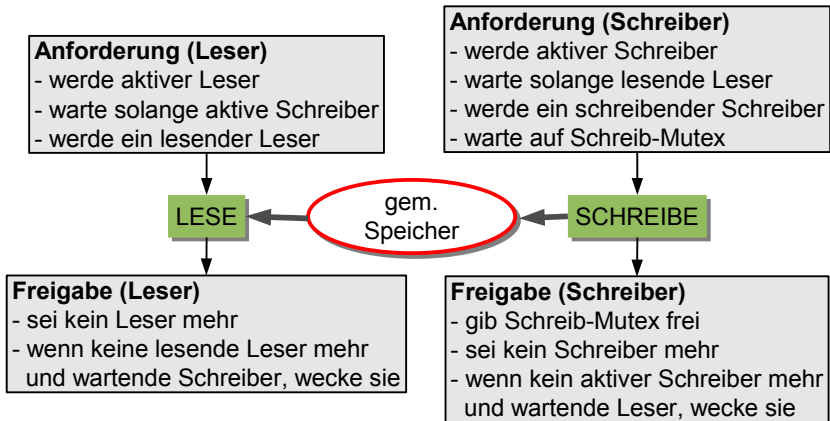 Anforderung (Leser)
- werde aktiver Leser
- warte solange aktive Schreiber
- werde ein lesender Leser
Anforderung (Schreiber)
- werde aktiver Schreiber
- warte solange lesende Leser
- werde ein schreibender Schreiber
- warte auf Schreib-Mutex
LESE
gem.
Speicher
SCHREIBE
Freigabe (Leser)
- sei kein Leser mehr
- wenn keine lesende Leser mehr
und wartende Schreiber, wecke sie
Freigabe (Schreiber)
- gib Schreib-Mutex frei
- sei kein Schreiber mehr
- wenn kein aktiver Schreiber mehr
und wartende Leser, wecke sie